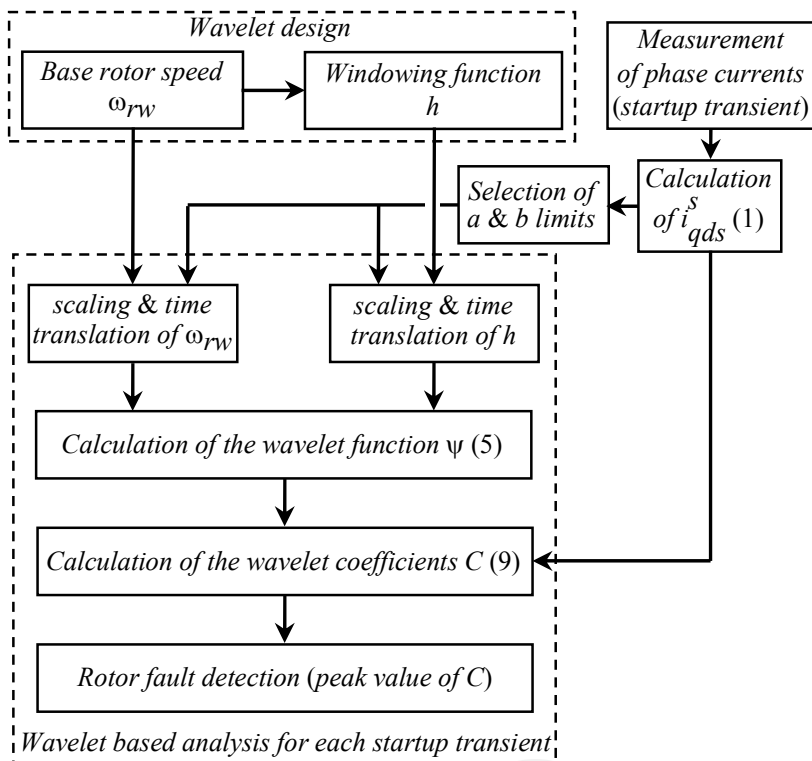 Wavelet design
Base rotor speed
ω_rw
Windowing function
h
Measurement
of phase currents
(startup transient)
Selection of
a & b limits
Calculation
of i^s_qds (1)
scaling & time
translation of ω_rw
scaling & time
translation of h
Calculation of the wavelet function ψ (5)
Calculation of the wavelet coefficients C (9)
Rotor fault detection (peak value of C)
Wavelet based analysis for each startup transient